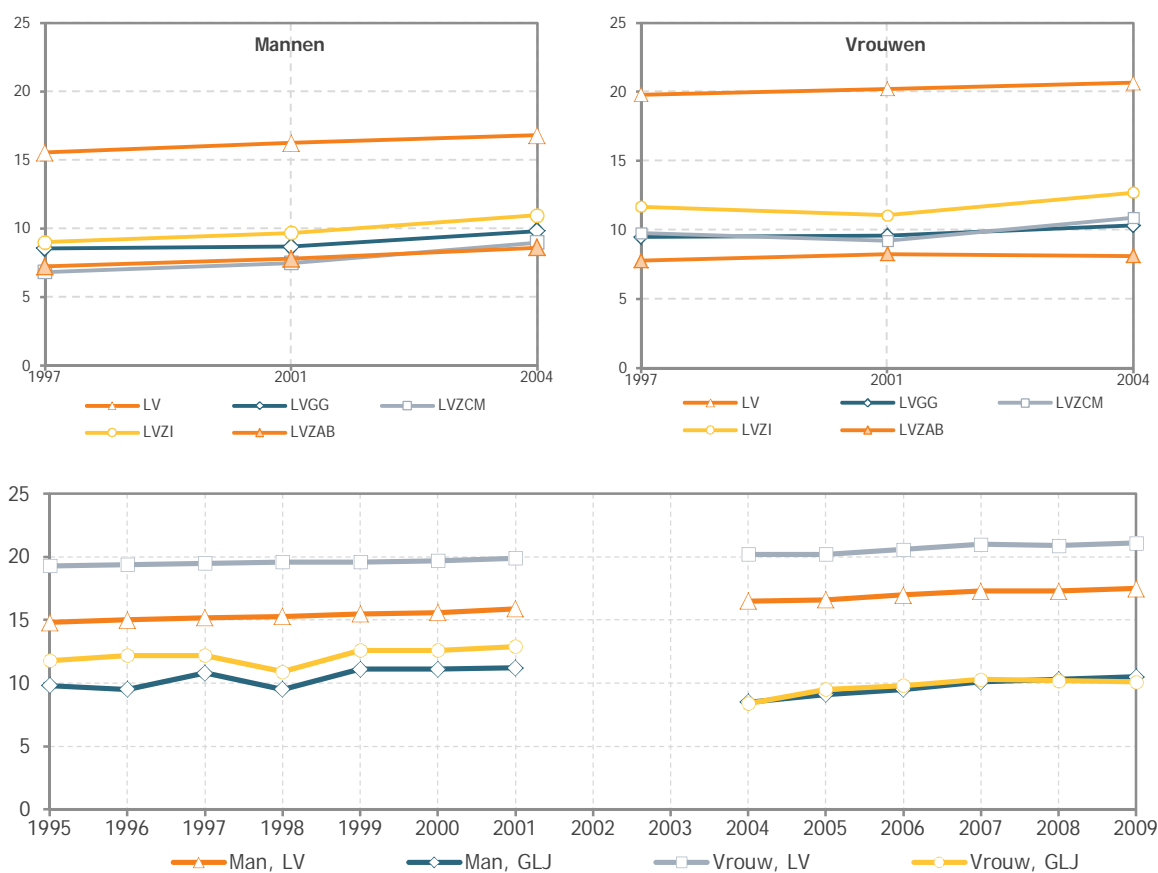 Mannen
25
20
15
10
5
0
1997 2001 2004
LV LVGG LVZCM
LVZI LVZAB
Vrouwen
25
20
15
10
5
0
1997 2001 2004
LV LVGG LVZCM
LVZI LVZAB
25
20
15
10
5
0
1995 1996 1997 1998 1999 2000 2001 2002 2003 2004 2005 2006 2007 2008 2009
Man, LV Man, GLJ Vrouw, LV Vrouw, GLJ